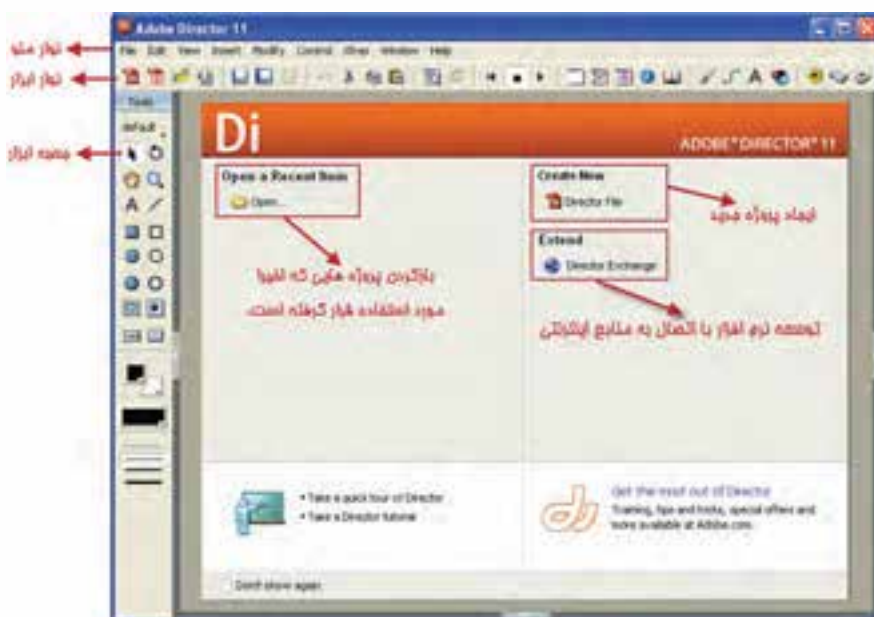 Adobe Director 11
File Edit View Insert Modify Control Xtras Window Help
نوار منو
نوار ابزار
Tools
default
جعبه ابزار
A
Di
ADOBE® DIRECTOR® 11
Open a Recent Item
Open...
بازکردن پروژه هایی که اخیرا
مورد استفاده قرار گرفته است.
Create New
Director File
ایجاد پروژه جدید
Extend
Director Exchange
توسعه نرم افزار با اتصال به منابع اینترنتی
• Take a quick tour of Director
• Take a Director tutorial
Get the most out of Director
Training, tips and tricks, special offers and
more available at Adobe.com.
Don't show again